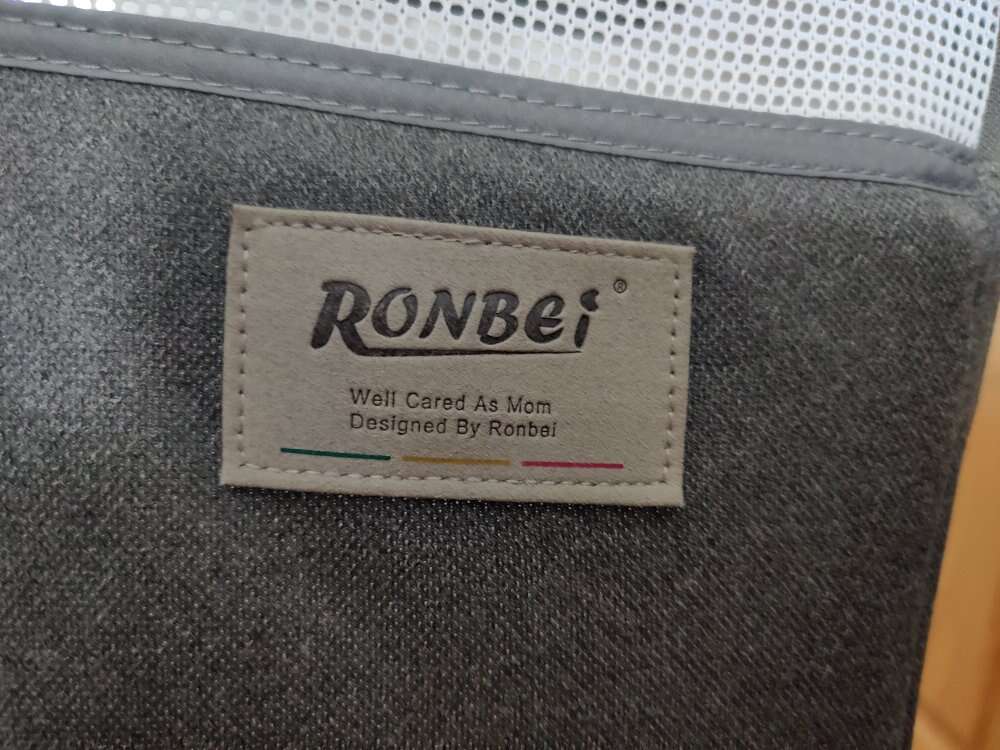 RONBEi®
Well Cared As Mom
Designed By Ronbei